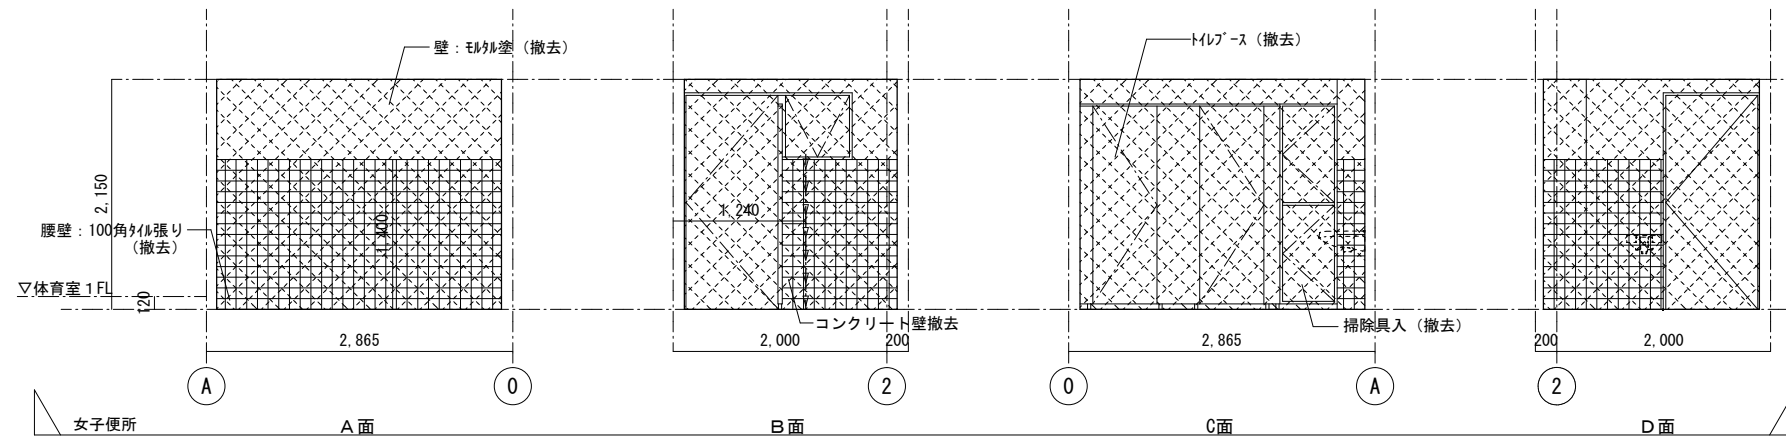 壁：ﾓﾙﾀﾙ塗（撤去）
ﾄｲﾚﾌﾞｰｽ（撤去）
2,150
1,400
1,240
腰壁：100角ﾀｲﾙ張り
（撤去）
▽体育室１FL
120
コンクリート壁撤去
掃除具入（撤去）
2,865
2,000
200
2,865
200
2,000
A
0
2
0
A
2
女子便所
A面
B面
C面
D面